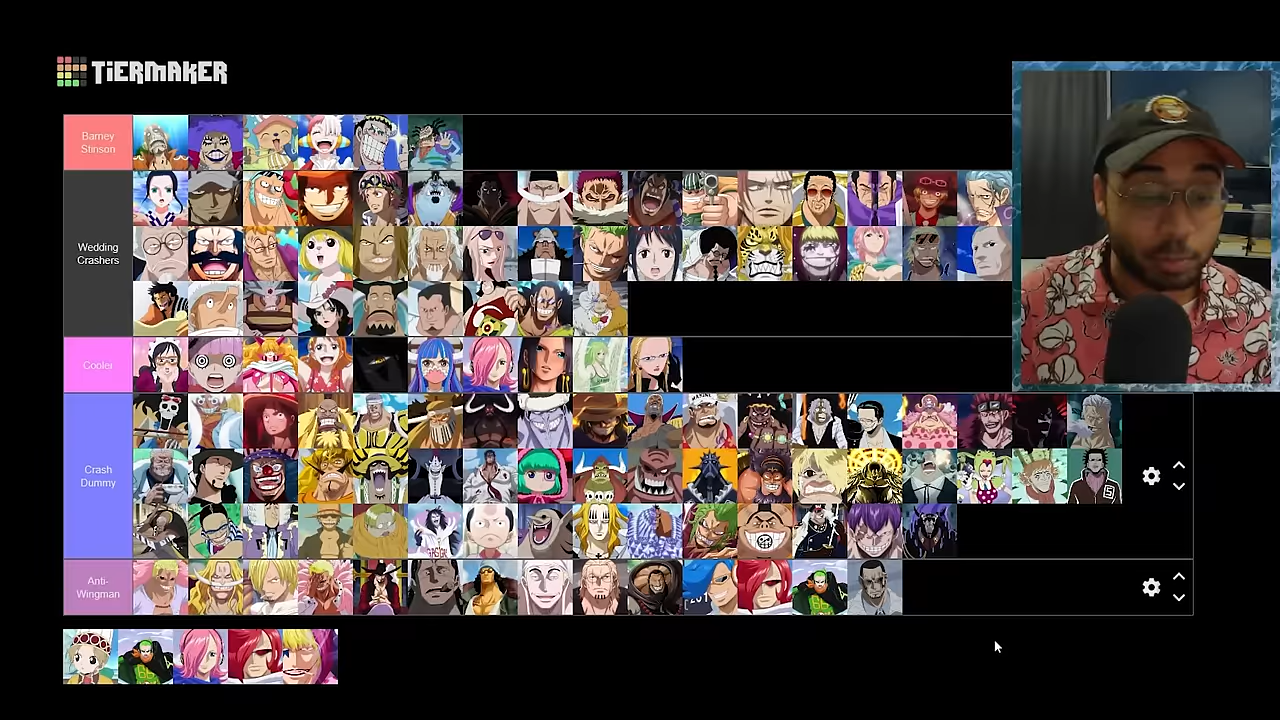 TiERMAKER
Barney
Stinson
Wedding
Crashers
Cooler
Crash
Dummy
Anti-
Wingman